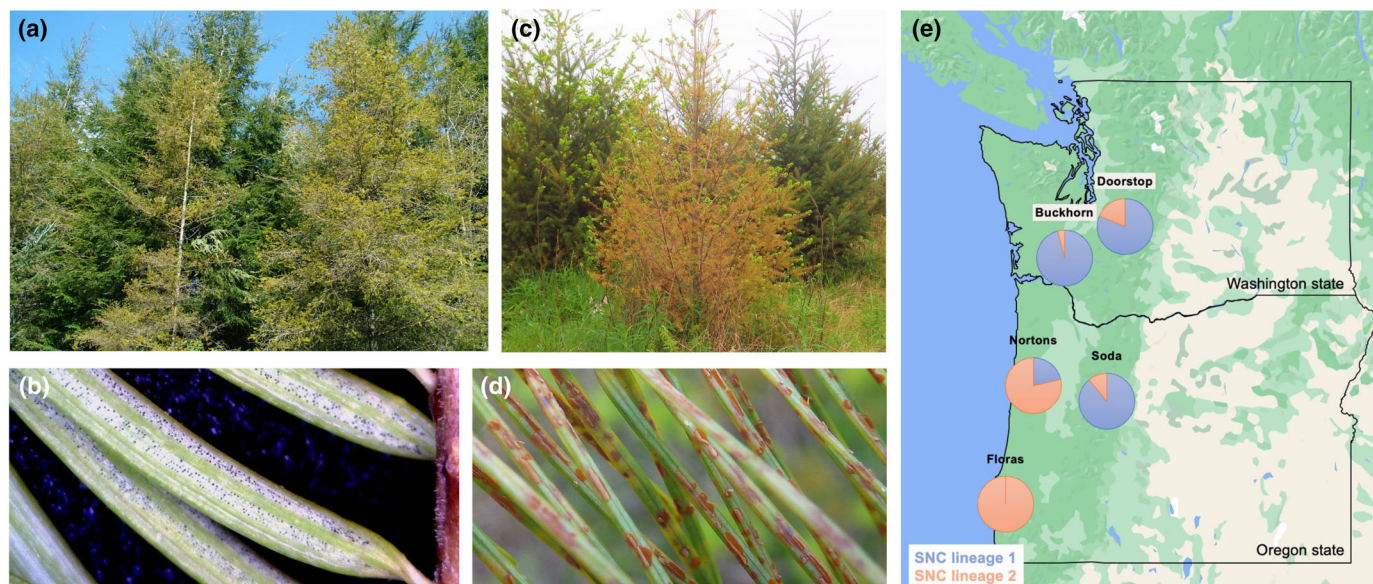 (a)
(c)
(e)
Doorstop
Buckhorn
Washington state
Nortons
Soda
(b)
(d)
Floras
Oregon state
SNC lineage 1
SNC lineage 2